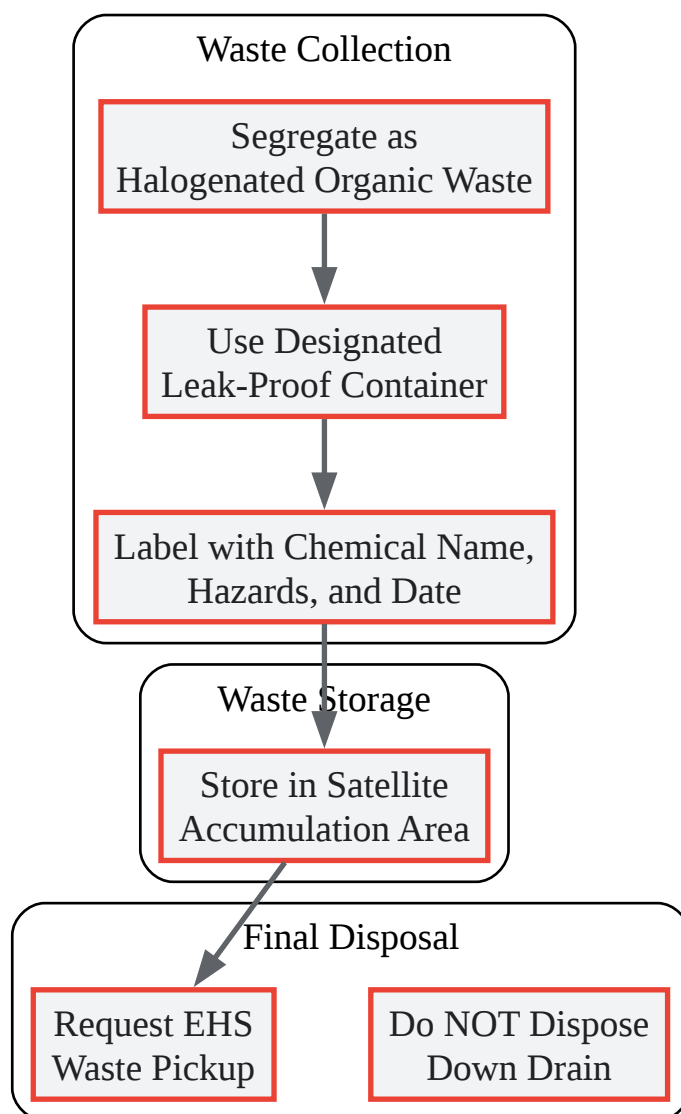 Waste Collection
Segregate as
Halogenated Organic Waste
Use Designated
Leak-Proof Container
Label with Chemical Name,
Hazards, and Date
Waste Storage
Store in Satellite
Accumulation Area
Final Disposal
Request EHS
Waste Pickup
Do NOT Dispose
Down Drain